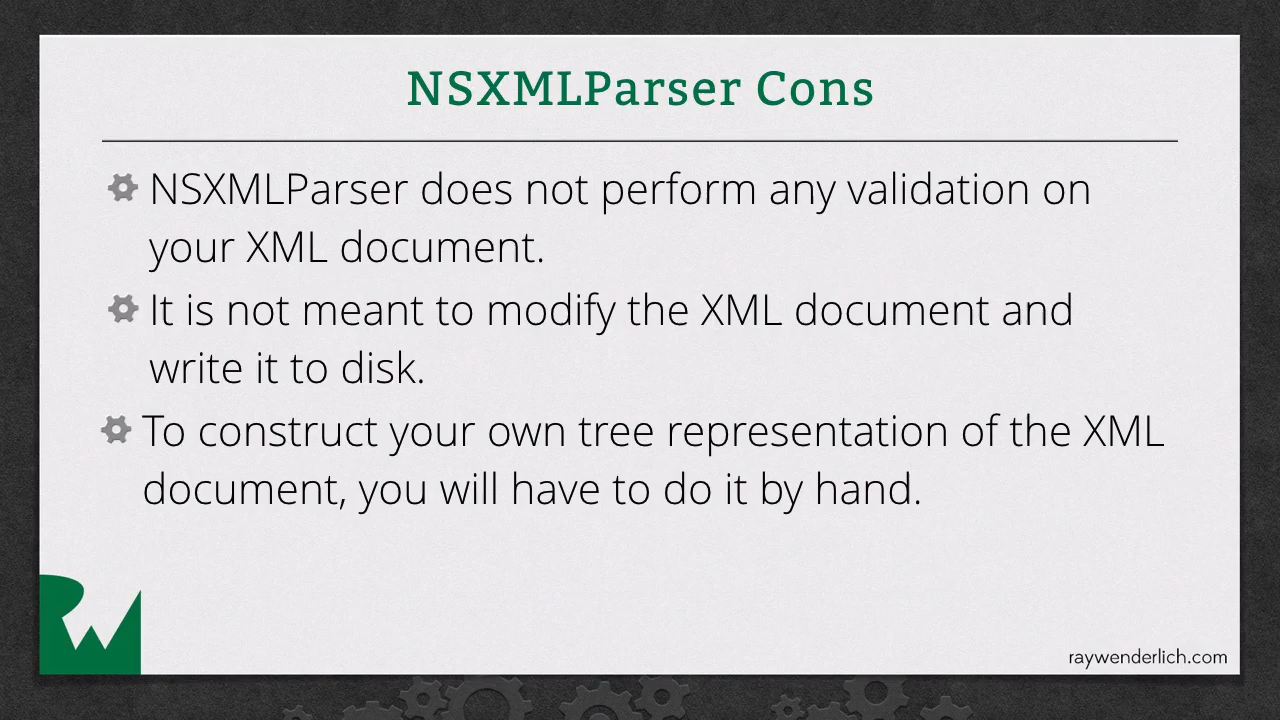 NSXMLParser Cons
NSXMLParser does not perform any validation on
your XML document.
It is not meant to modify the XML document and
write it to disk.
To construct your own tree representation of the XML
document, you will have to do it by hand.
RW
raywenderlich.com